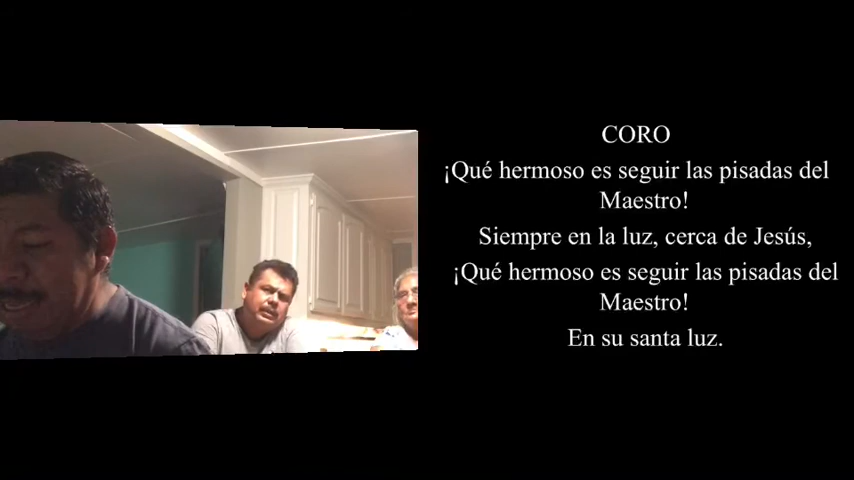 CORO
¡Qué hermoso es seguir las pisadas del
Maestro!
Siempre en la luz, cerca de Jesús,
¡Qué hermoso es seguir las pisadas del
Maestro!
En su santa luz.